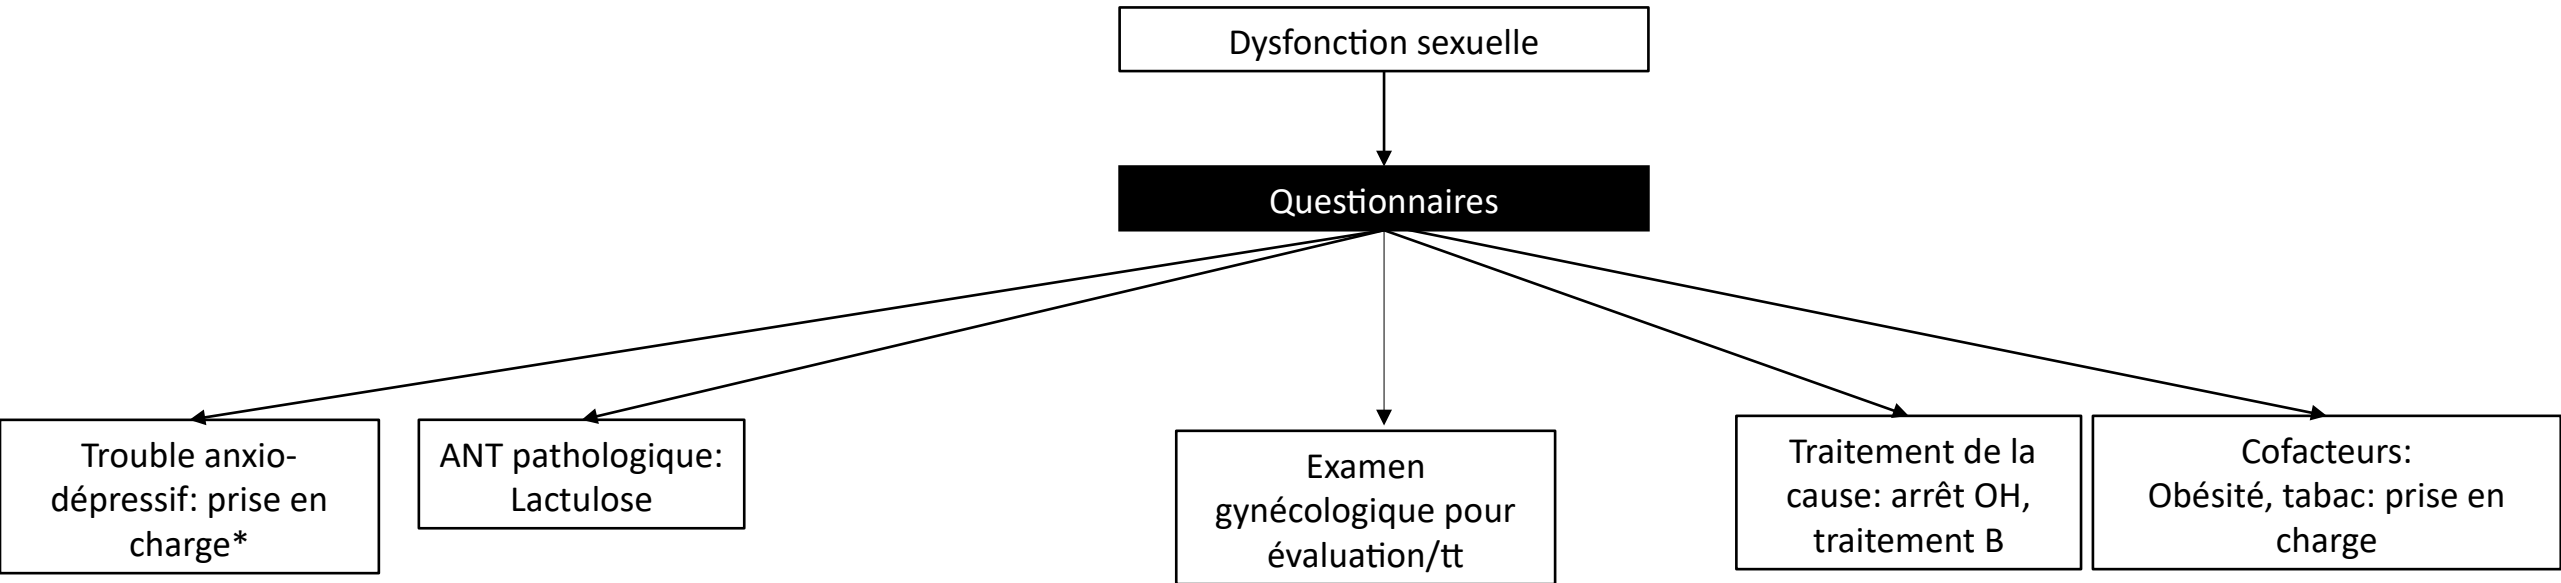 Dysfonction sexuelle
Questionnaires
Trouble anxio-
dépressif: prise en
charge*
ANT pathologique:
Lactulose
Examen
gynécologique pour
évaluation/tt
Traitement de la
cause: arrêt OH,
traitement B
Cofacteurs:
Obésité, tabac: prise en
charge